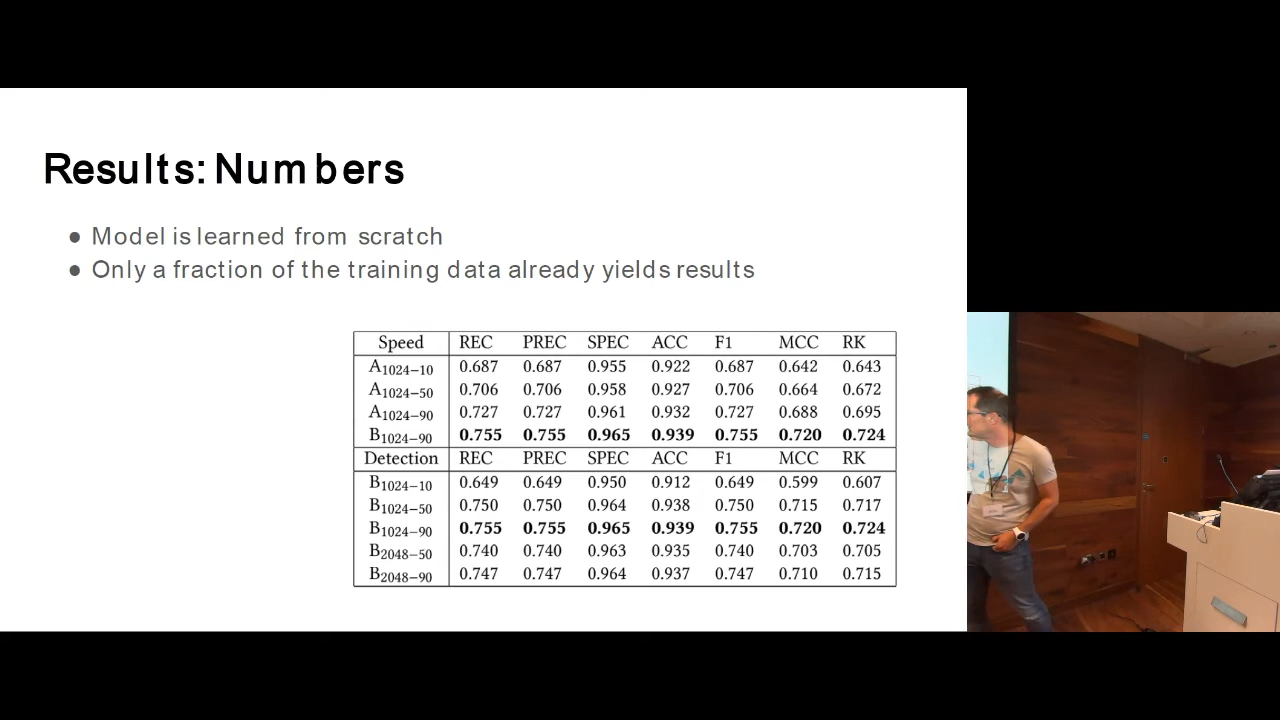 Results: Numbers
● Model is learned from scratch
● Only a fraction of the training data already yields results
Speed REC PREC SPEC ACC F1 MCC RK
A1024−10 0.687 0.687 0.955 0.922 0.687 0.642 0.643
A1024−50 0.706 0.706 0.958 0.927 0.706 0.664 0.672
A1024−90 0.727 0.727 0.961 0.932 0.727 0.688 0.695
B1024−90 0.755 0.755 0.965 0.939 0.755 0.720 0.724
Detection REC PREC SPEC ACC F1 MCC RK
B1024−10 0.649 0.649 0.950 0.912 0.649 0.599 0.607
B1024−50 0.750 0.750 0.964 0.938 0.750 0.715 0.717
B1024−90 0.755 0.755 0.965 0.939 0.755 0.720 0.724
B2048−50 0.740 0.740 0.963 0.935 0.740 0.703 0.705
B2048−90 0.747 0.747 0.964 0.937 0.747 0.710 0.715